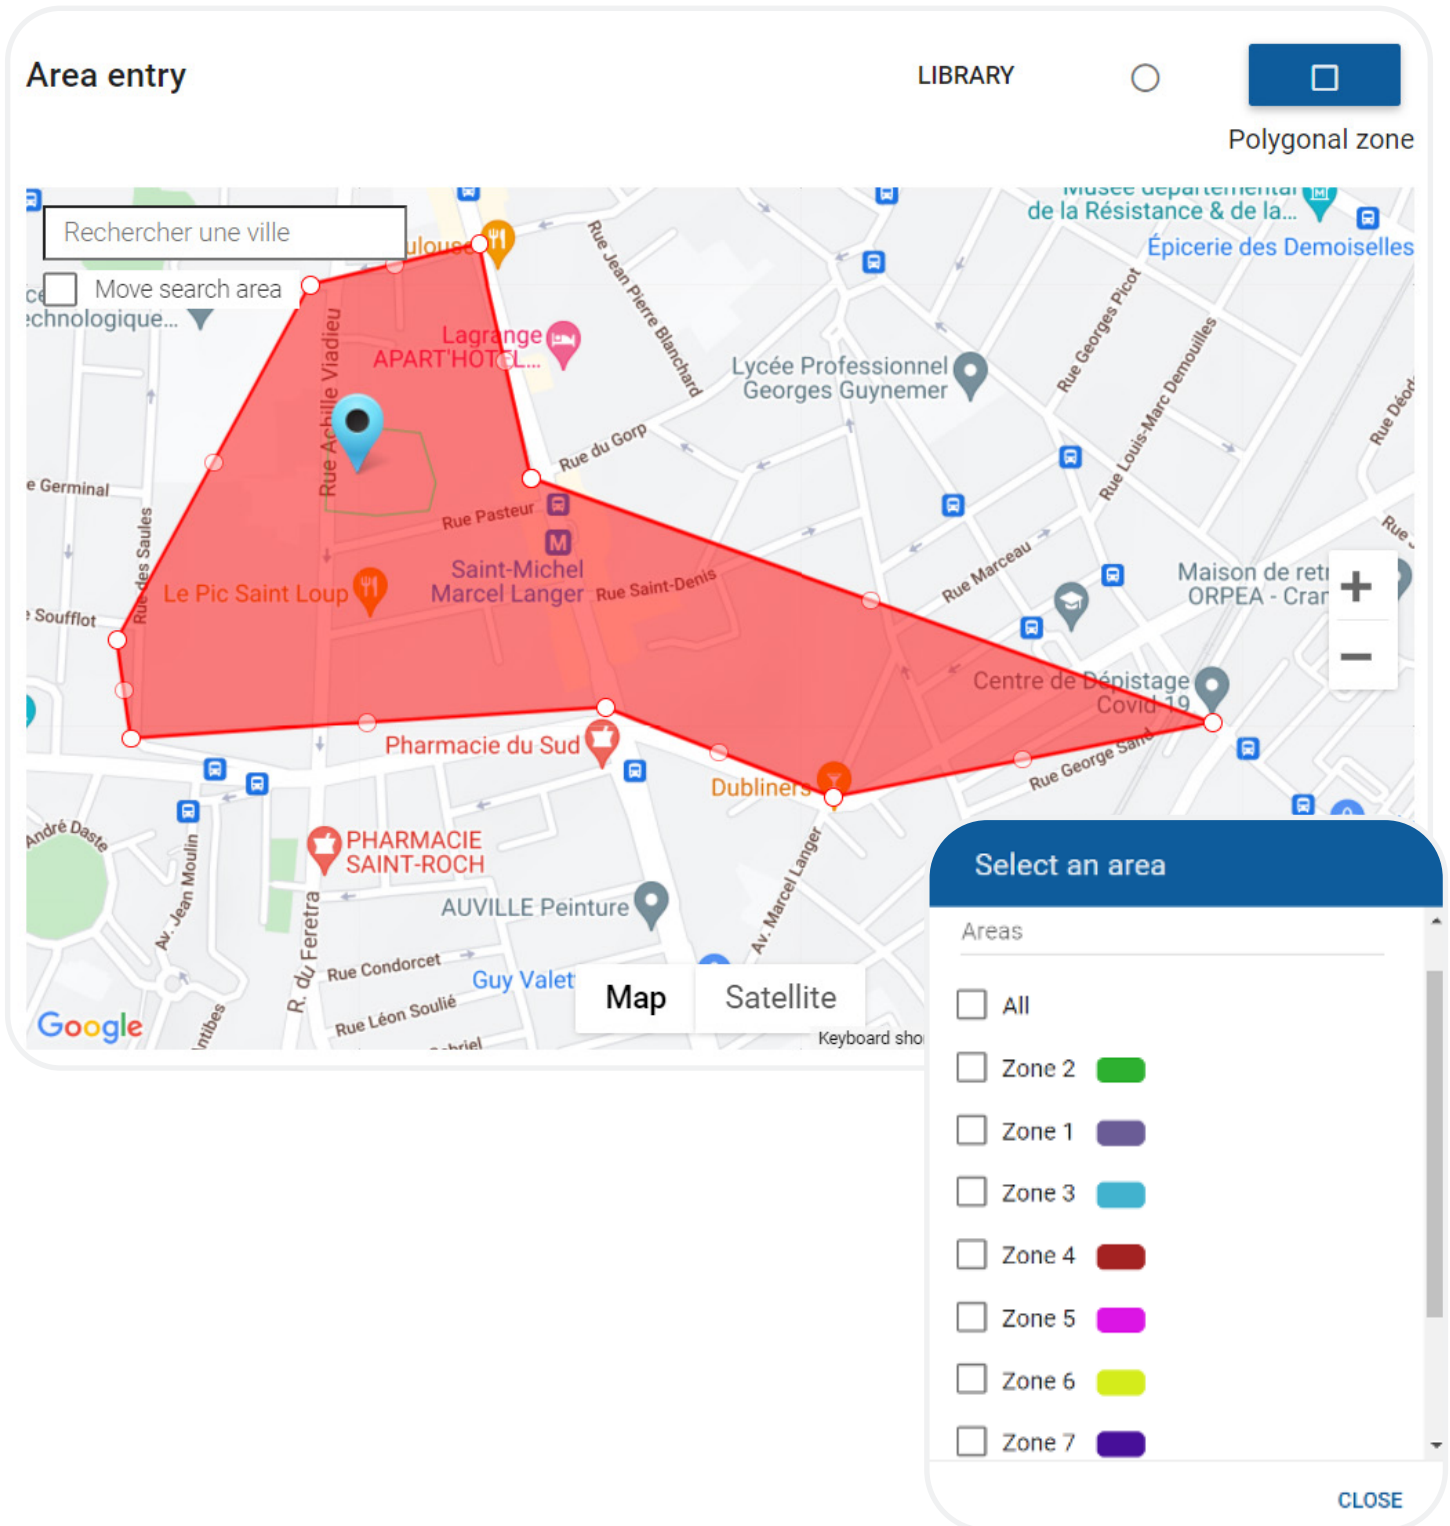 Area entry
LIBRARY
Polygonal zone
Rechercher une ville
Move search area
echnologique...
Musée départemental
de la Résistance & de la...
Épicerie des Demoiselles
Rue Jean Pierre Blanchard
Rue Georges Picot
Rue Louis-Marc Demouilles
Rue Achille Viadieu
Lagrange
APART'HOTEL...
Lycée Professionnel
Georges Guynemer
Rue du Gorp
e Germinal
Rue des Saules
Rue Pasteur
Saint-Michel
Marcel Langer
Rue Saint-Denis
Rue Marceau
Le Pic Saint Loup
Soufflot
Maison de retr
ORPEA - Cran
Centre de Dépistage
Covid-19
Rue George Sand
Pharmacie du Sud
Dubliners
André Daste
Av. Jean Moulin
PHARMACIE
SAINT-ROCH
R. du Feretra
AUVILLE Peinture
Av. Marcel Langer
Rue Condorcet
Guy Valet
Rue Léon Soulié
Map
Satellite
Google
Keyboard sho
Select an area
Areas
All
Zone 2
Zone 1
Zone 3
Zone 4
Zone 5
Zone 6
Zone 7
CLOSE